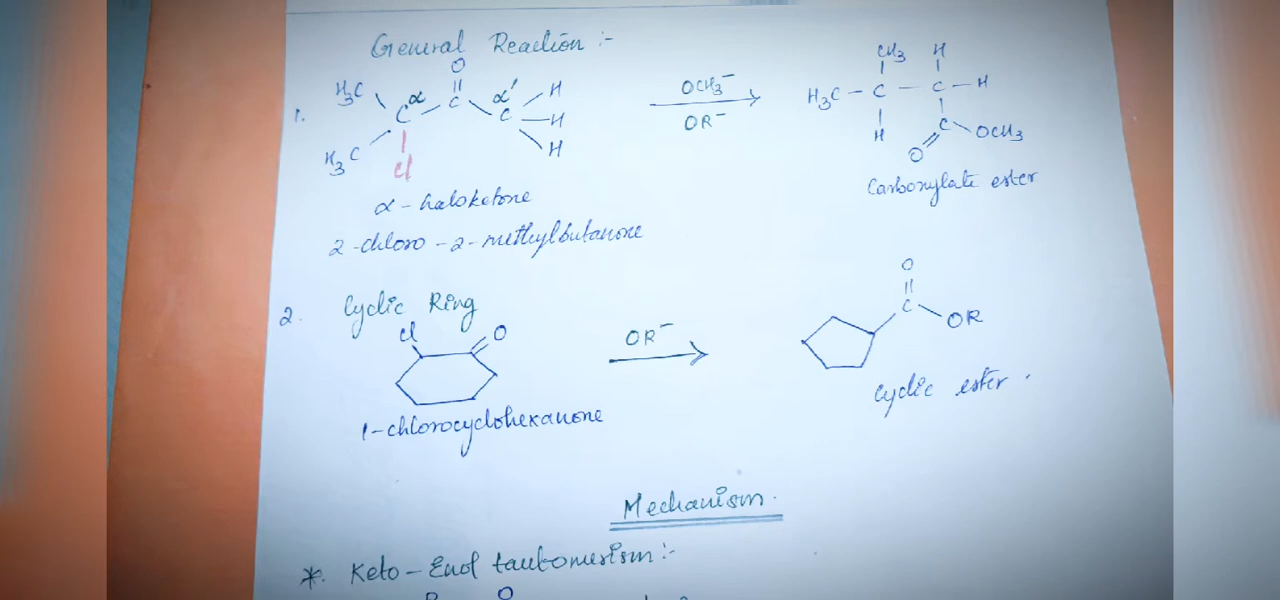 General Reaction :-
1. H₃C H₃C C α Cl C O α' C H H H OCH₃⁻ OR⁻ H₃C - C - C - H CH₃ H H C O OCH₃
α - haloketone
Carboxylate ester
2-chloro-2-methylbutanone
2. Cyclic Ring
Cl O OR⁻ O C OR
1-chlorocyclohexanone
Cyclic ester.
Mechanism.
*. Keto - Enol tautomerism :-